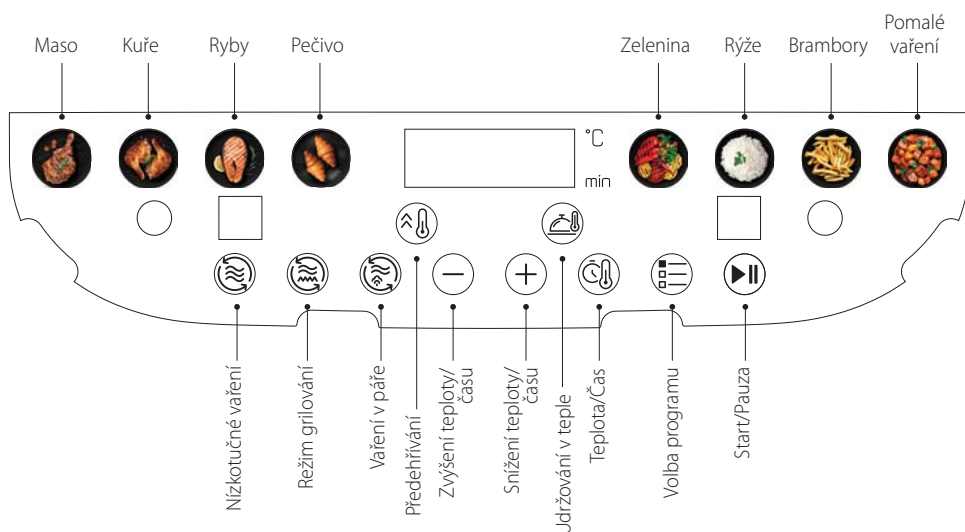 Maso
Kuře
Ryby
Pečivo
Zelenina
Rýže
Brambory
Pomalé
vaření
°C
min
Nízkotučné vaření
Režim grilování
Vaření v páře
Předehřívání
Zvýšení teploty/
času
Snížení teploty/
času
Udržování v teple
Teplota/Čas
Volba programu
Start/Pauza